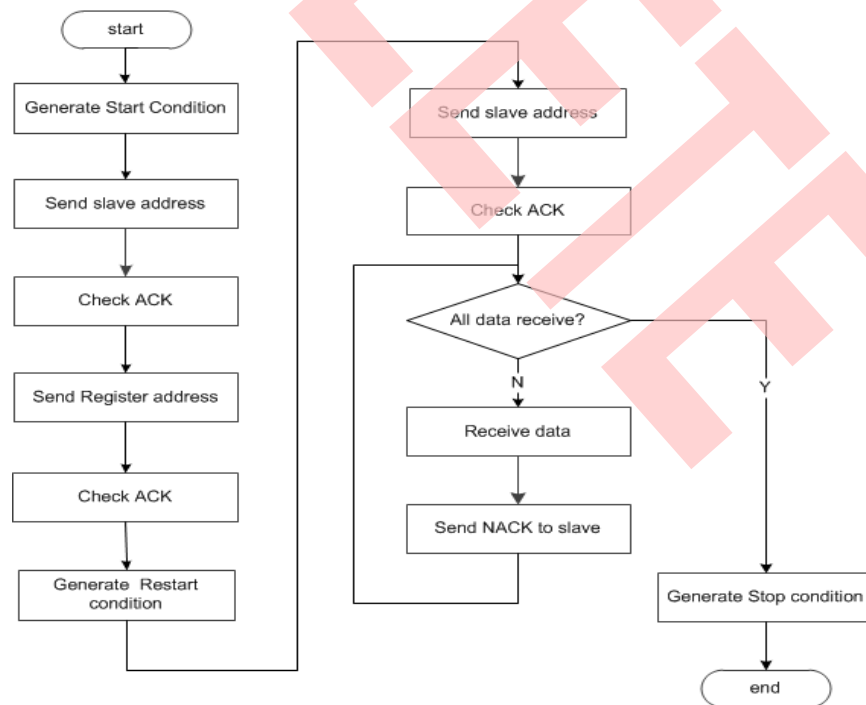 start
Generate Start Condition
Send slave address
Check ACK
Send Register address
Check ACK
Generate Restart
condition
Send slave address
Check ACK
All data receive?
N
Y
Receive data
Send NACK to slave
Generate Stop condition
end